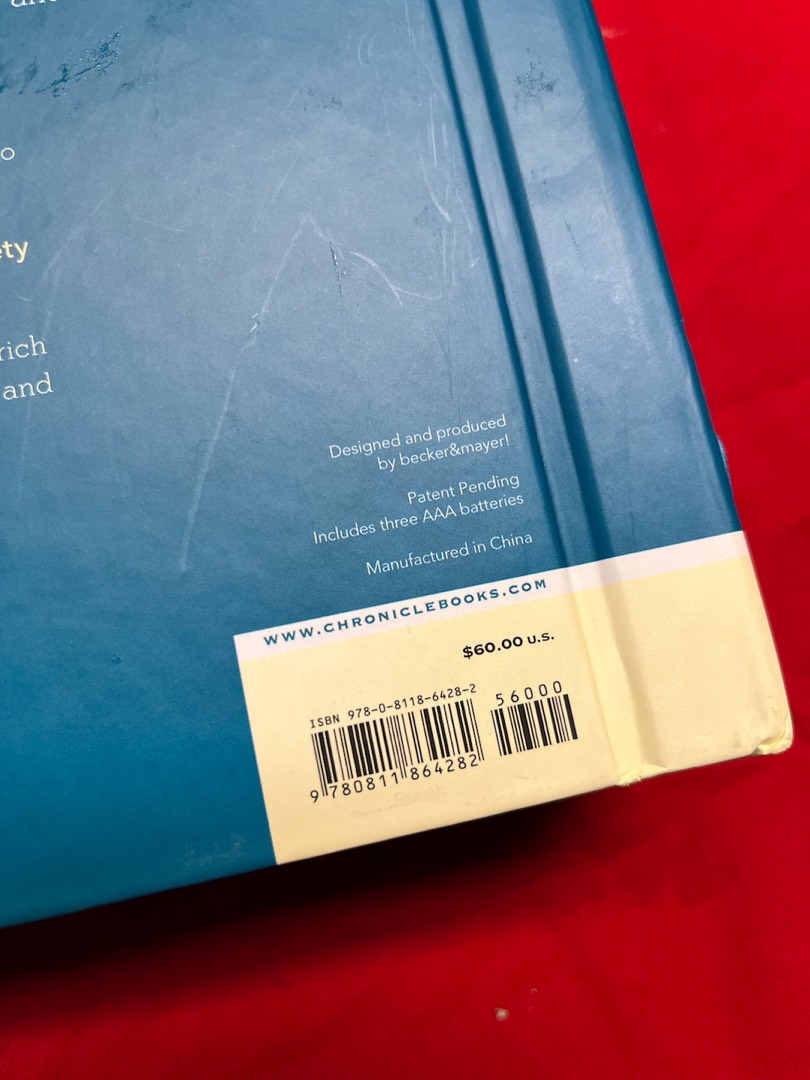 ety
rich
and
Designed and produced
by becker&mayer!
Patent Pending
Includes three AAA batteries
Manufactured in China
WWW.CHRONICLEBOOKS.COM
$60.00 U.S.
ISBN 978-0-8118-6428-2
56000
9 780811 864282